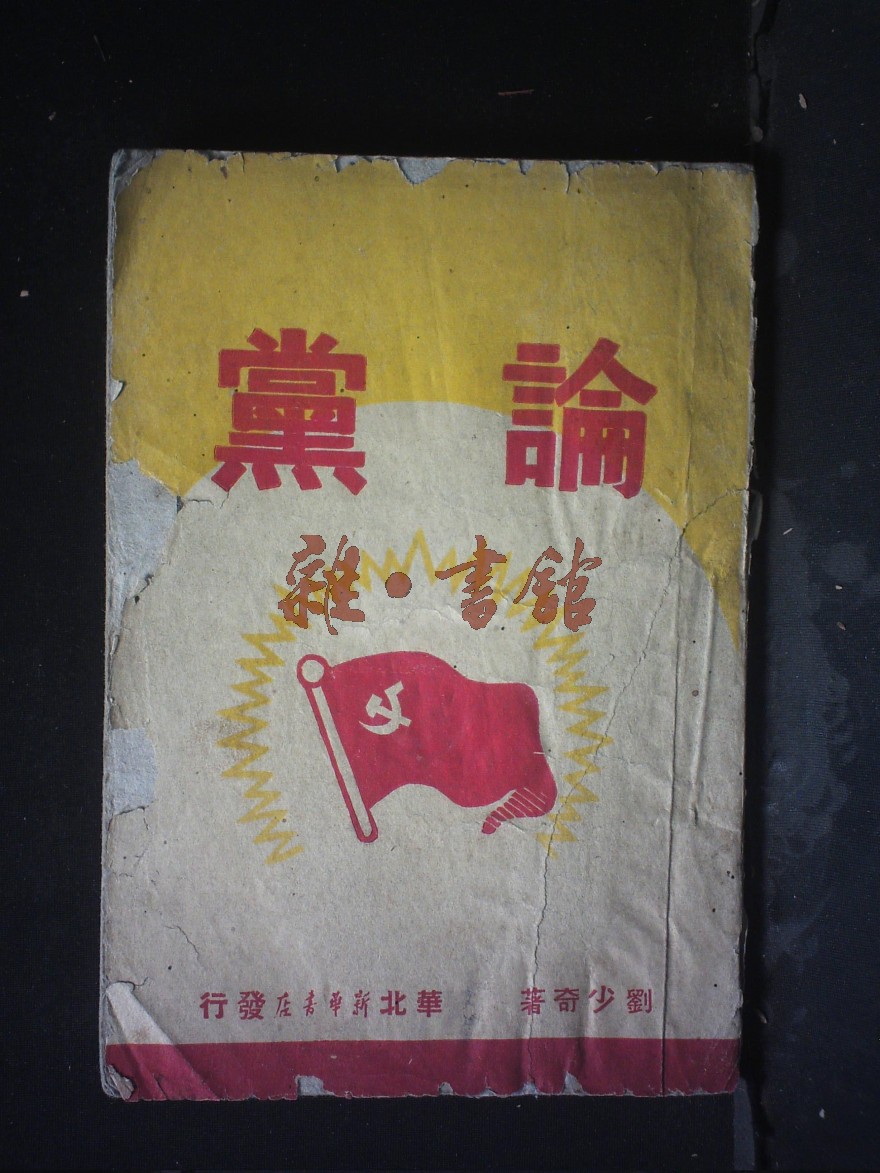 論黨
雜•書館
劉少奇著 華北新華書店發行